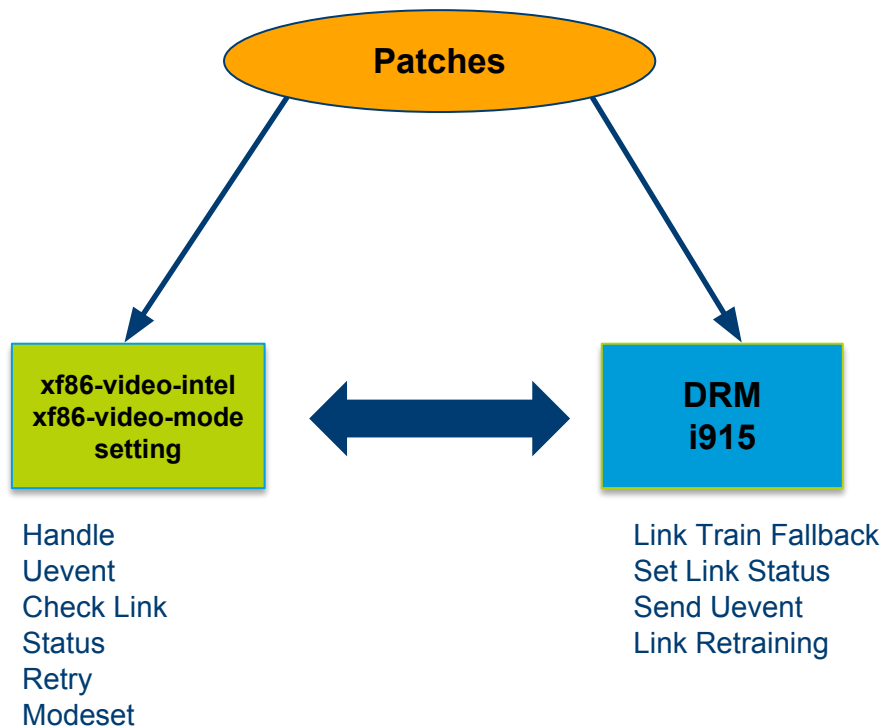 Patches
xf86-video-intel
xf86-video-mode
setting
DRM
i915
Handle
Uevent
Check Link
Status
Retry
Modeset
Link Train Fallback
Set Link Status
Send Uevent
Link Retraining